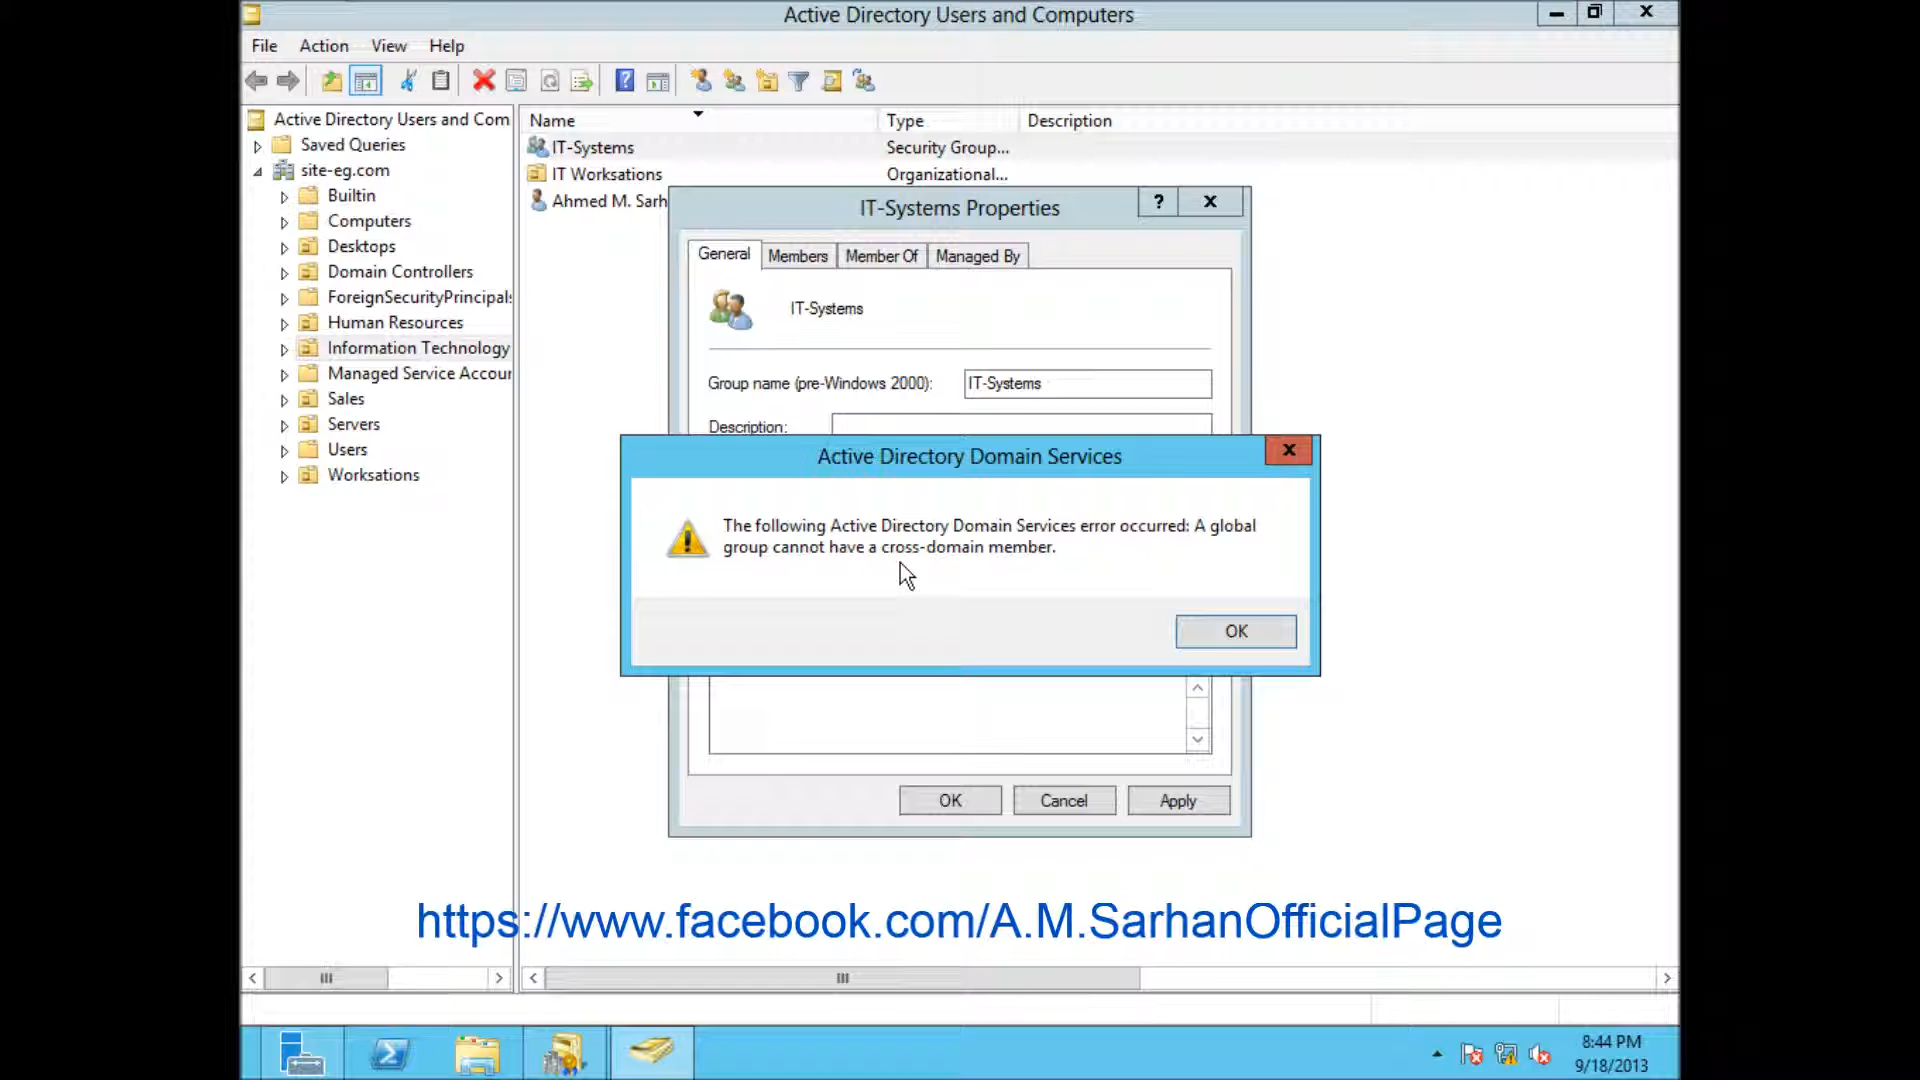 Active Directory Users and Computers
File Action View Help
Active Directory Users and Com
Saved Queries
site-eg.com
Builtin
Computers
Desktops
Domain Controllers
ForeignSecurityPrincipals
Human Resources
Information Technology
Managed Service Accour
Sales
Servers
Users
Worksations
Name Type Description
IT-Systems Security Group...
IT Worksations Organizational...
Ahmed M. Sarh
IT-Systems Properties
General Members Member Of Managed By
IT-Systems
Group name (pre-Windows 2000): IT-Systems
Description:
Active Directory Domain Services
The following Active Directory Domain Services error occurred: A global
group cannot have a cross-domain member.
OK
OK Cancel Apply
https://www.facebook.com/A.M.SarhanOfficialPage
8:44 PM
9/18/2013